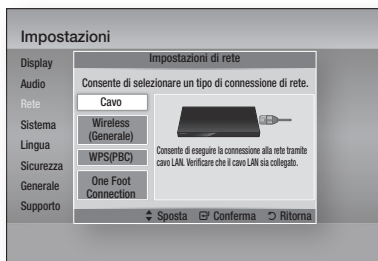 Impostazioni
Display
Audio
Rete
Sistema
Lingua
Sicurezza
Generale
Supporto
Impostazioni di rete
Consente di selezionare un tipo di connessione di rete.
Cavo
Wireless
(Generale)
WPS(PBC)
One Foot
Connection
Consente di eseguire la connessione alla rete tramite
cavo LAN. Verificare che il cavo LAN sia collegato.
Sposta Conferma Ritorna